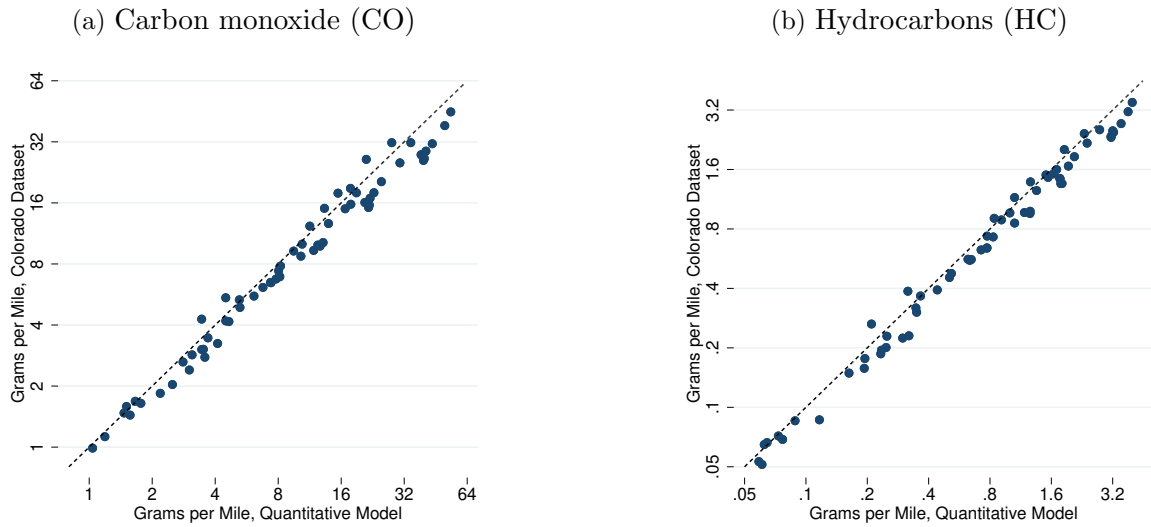 (a) Carbon monoxide (CO)
Grams per Mile, Colorado Dataset
64
32
16
8
4
2
1
1 2 4 8 16 32 64
Grams per Mile, Quantitative Model
(b) Hydrocarbons (HC)
Grams per Mile, Colorado Dataset
3.2
1.6
.8
.4
.2
.1
.05
.05 .1 .2 .4 .8 1.6 3.2
Grams per Mile, Quantitative Model